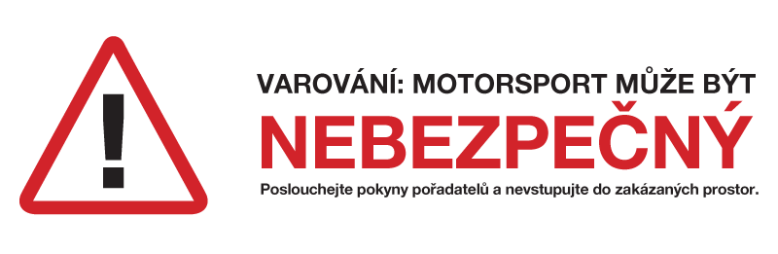 VAROVÁNÍ: MOTORSPORT MŮŽE BÝT
NEBEZPEČNÝ
Poslouchejte pokyny pořadatelů a nevstupujte do zakázaných prostor.